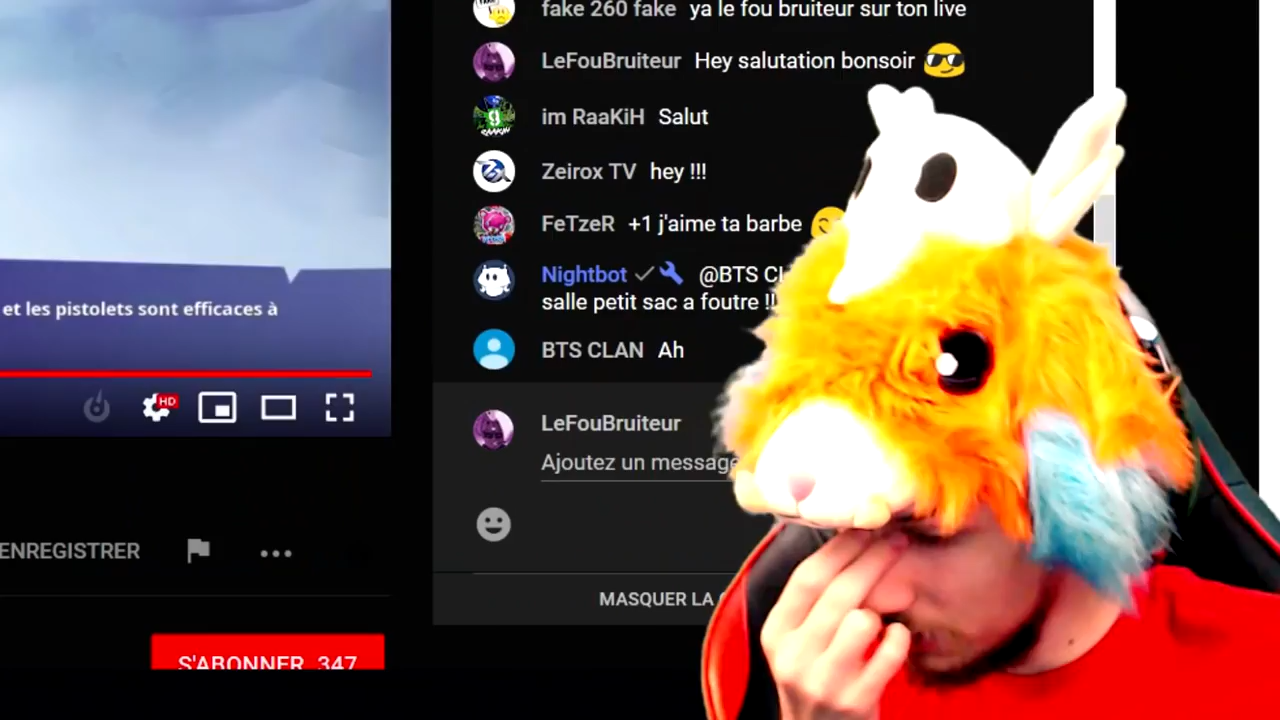 fake 260 fake ya le fou bruiteur sur ton live
LeFouBruiteur Hey salutation bonsoir
im RaaKiH Salut
Zeirox TV hey !!!
FeTzeR +1 j'aime ta barbe
Nightbot @BTS
salle petit sac a foutre !!
BTS CLAN Ah
LeFouBruiteur
Ajoutez un message
MASQUER LA
et les pistolets sont efficaces à
HD
ENREGISTRER
S'ABONNER 347